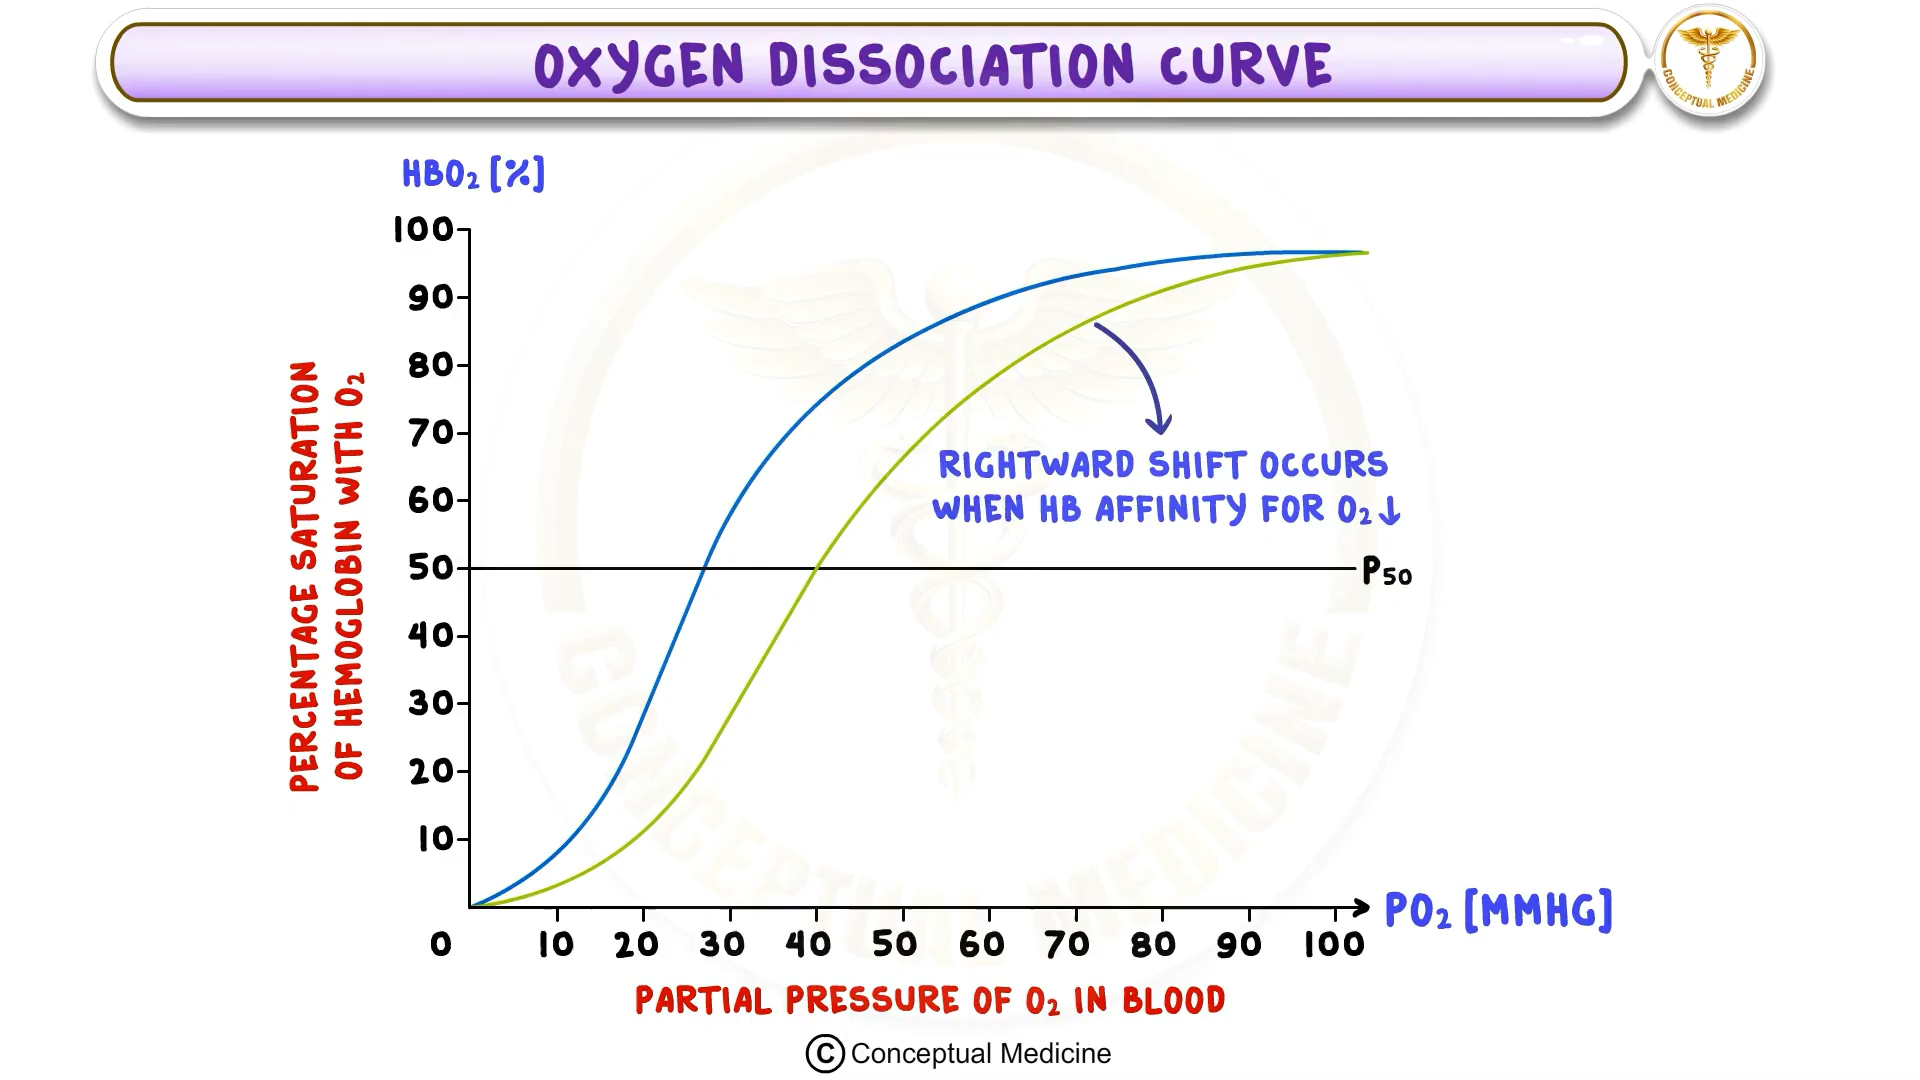 OXYGEN DISSOCIATION CURVE
CONCEPTUAL MEDICINE
HBO₂ [%]
100
90
80
70
60
50
40
30
20
10
PERCENTAGE SATURATION
OF HEMOGLOBIN WITH O₂
RIGHTWARD SHIFT OCCURS
WHEN HB AFFINITY FOR O₂ ↓
P₅₀
0 10 20 30 40 50 60 70 80 90 100
PO₂ [MMHG]
PARTIAL PRESSURE OF O₂ IN BLOOD
CONCEPTUAL MEDICINE
© Conceptual Medicine